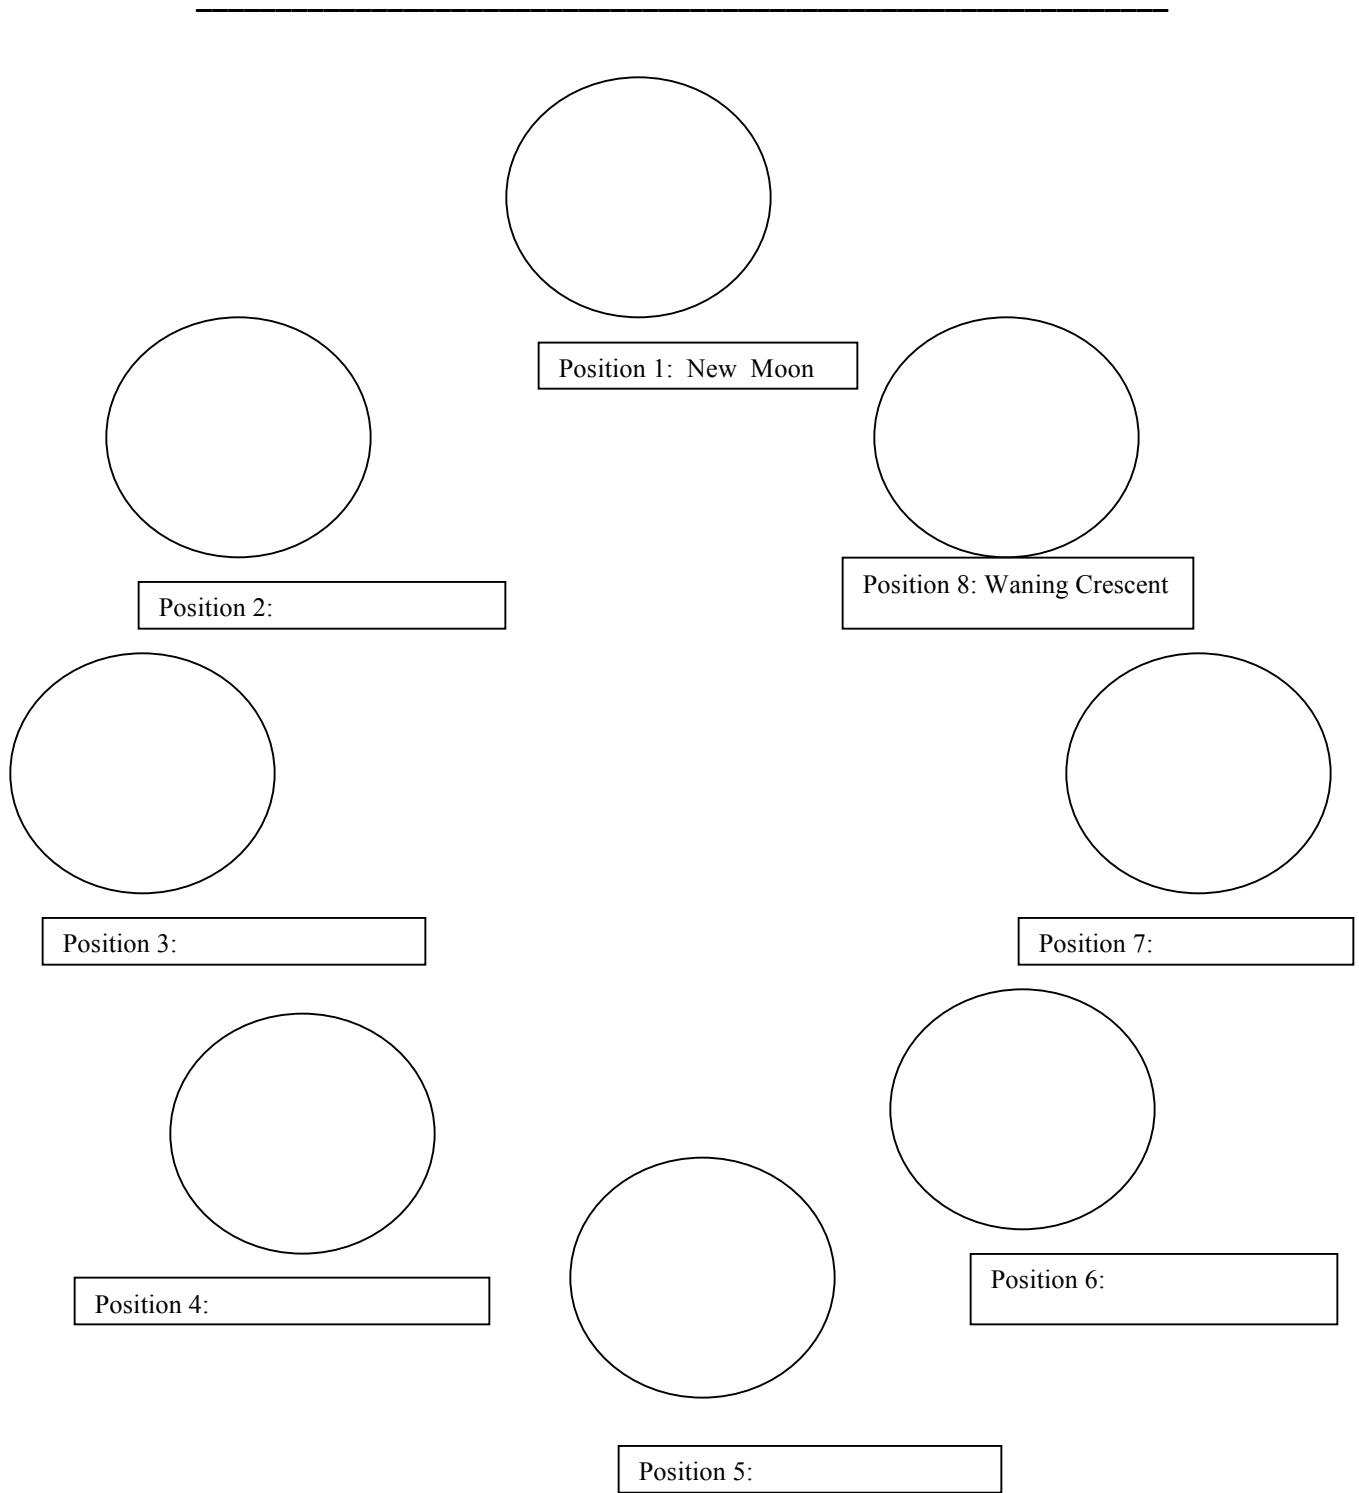 Position 1: New Moon
Position 8: Waning Crescent
Position 2:
Position 3:
Position 7:
Position 6:
Position 4:
Position 5: